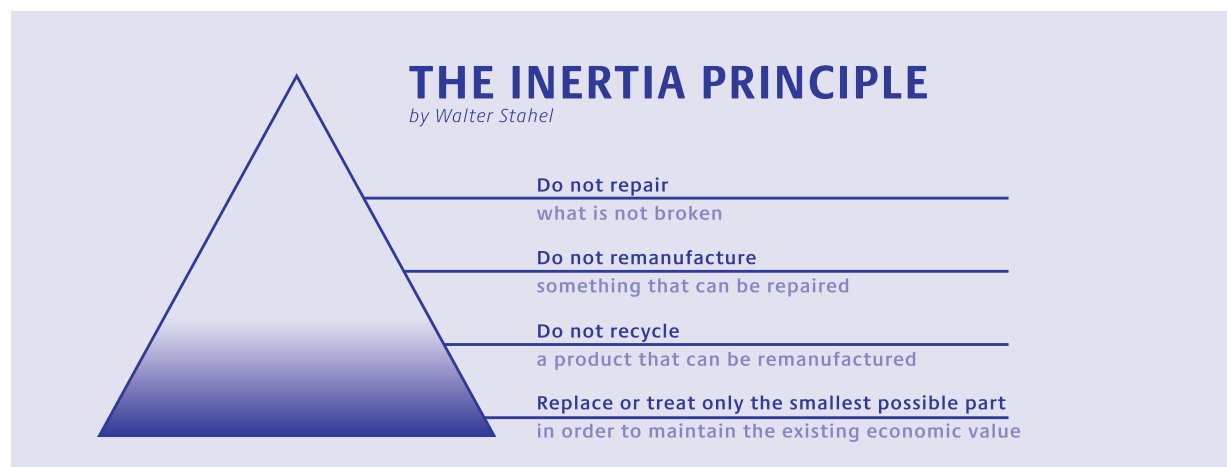 THE INERTIA PRINCIPLE
by Walter Stahel
Do not repair
what is not broken
Do not remanufacture
something that can be repaired
Do not recycle
a product that can be remanufactured
Replace or treat only the smallest possible part
in order to maintain the existing economic value